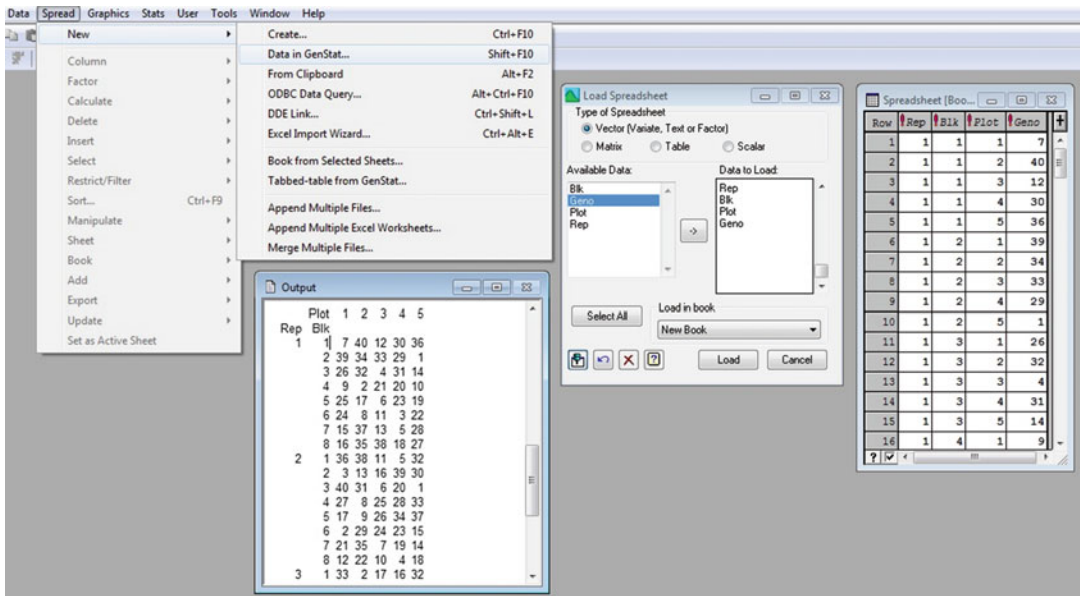 Data Spread Graphics Stats User Tools Window Help
New
Column
Factor
Calculate
Delete
Insert
Select
Restrict/Filter
Sort... Ctrl+F9
Manipulate
Sheet
Book
Add
Export
Update
Set as Active Sheet
Create... Ctrl+F10
Data in GenStat... Shift+F10
From Clipboard Alt+F2
ODBC Data Query... Alt+Ctrl+F10
DDE Link... Ctrl+Shift+L
Excel Import Wizard... Ctrl+Alt+E
Book from Selected Sheets...
Tabbed-table from GenStat...
Append Multiple Files...
Append Multiple Excel Worksheets...
Merge Multiple Files...
Output
Plot 1 2 3 4 5
Rep Blk
1 1 7 40 12 30 36
2 39 34 33 29 1
3 26 32 4 31 14
4 9 2 21 20 10
5 25 17 6 23 19
6 24 8 11 3 22
7 15 37 13 5 28
8 16 35 38 18 27
2 1 36 38 11 5 32
2 3 13 16 39 30
3 40 31 6 20 1
4 27 8 25 28 33
5 17 9 26 34 37
6 2 29 24 23 15
7 21 35 7 19 14
8 12 22 10 4 18
3 1 33 2 17 16 32
Load Spreadsheet
Type of Spreadsheet
Vector (Variate, Text or Factor)
Matrix Table Scalar
Available Data: Data to Load:
Blk
Geno
Plot
Rep
Rep
Blk
Plot
Geno
Select All
Load in book
New Book
Load Cancel
Spreadsheet [Boo...
Row Rep Blk Plot Geno +
1 1 1 1 7
2 1 1 2 40
3 1 1 3 12
4 1 1 4 30
5 1 1 5 36
6 1 2 1 39
7 1 2 2 34
8 1 2 3 33
9 1 2 4 29
10 1 2 5 1
11 1 3 1 26
12 1 3 2 32
13 1 3 3 4
14 1 3 4 31
15 1 3 5 14
16 1 4 1 9
?